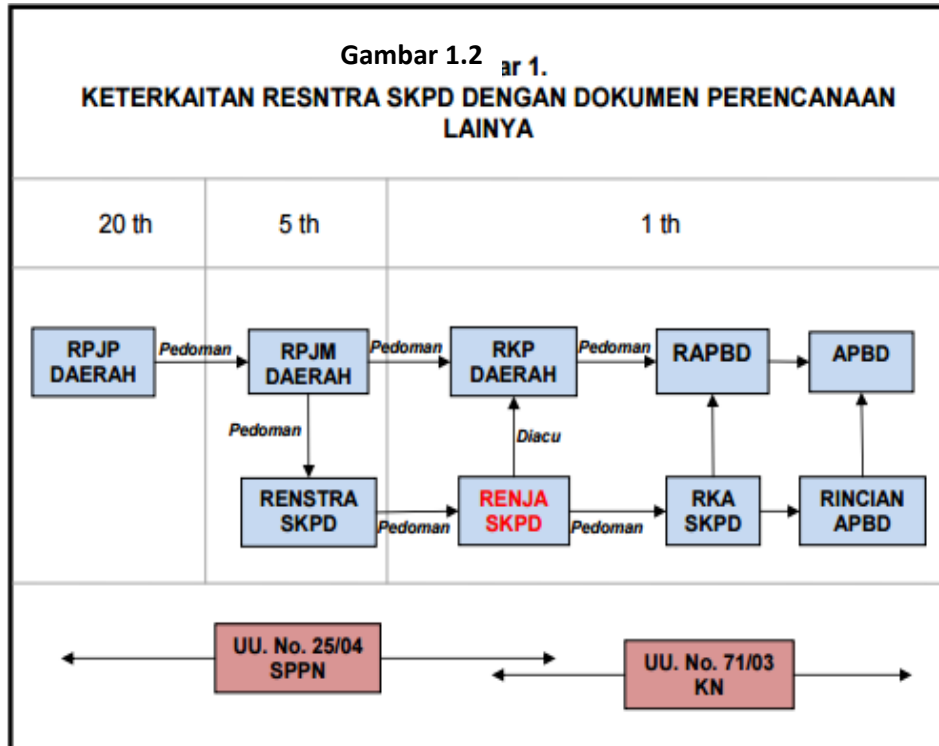 Gambar 1.2
ar 1.
KETERKAITAN RESNTRA SKPD DENGAN DOKUMEN PERENCANAAN
LAINYA
20 th
5 th
1 th
RPJP
DAERAH
Pedoman
RPJM
DAERAH
Pedoman
RKP
DAERAH
Pedoman
RAPBD
APBD
Pedoman
Diacu
RENSTRA
SKPD
Pedoman
RENJA
SKPD
Pedoman
RKA
SKPD
RINCIAN
APBD
UU. No. 25/04
SPPN
UU. No. 71/03
KN